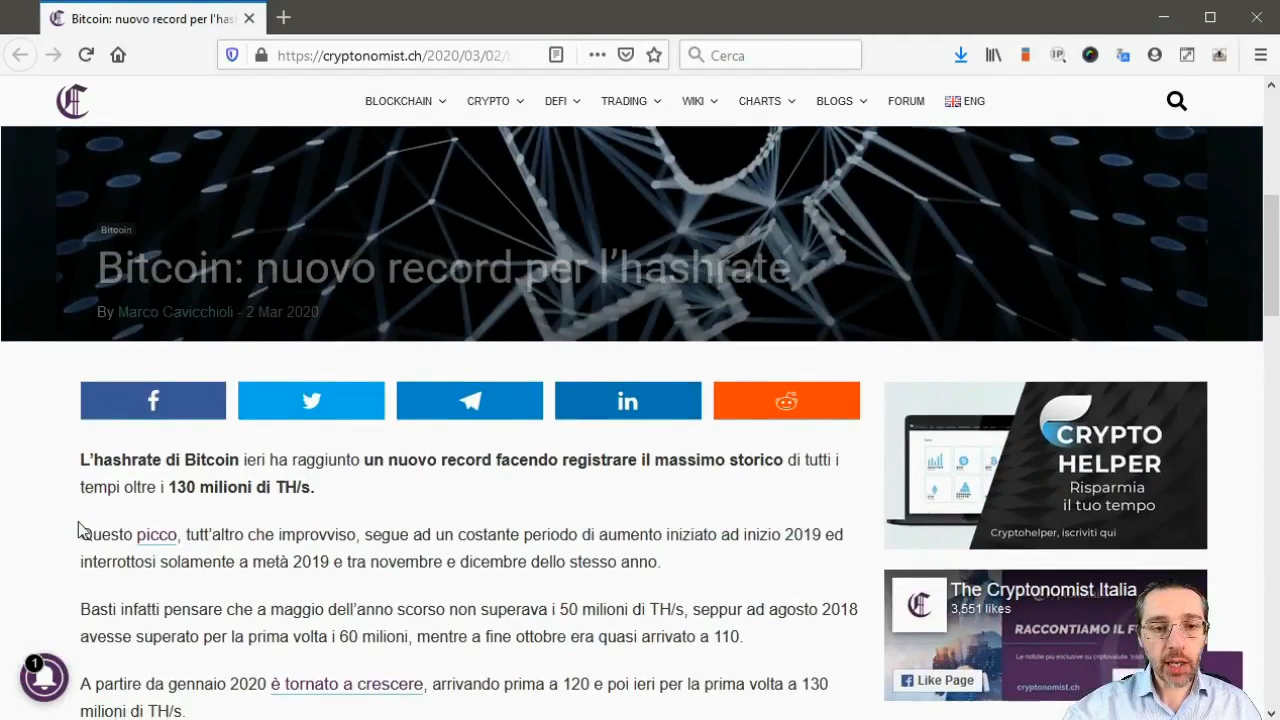 Bitcoin: nuovo record per l'has
https://cryptonomist.ch/2020/03/02/
Cerca
IP
BLOCKCHAIN CRYPTO DEFI TRADING WIKI CHARTS BLOGS FORUM ENG
Bitcoin
Bitcoin: nuovo record per l'hashrate
By Marco Cavicchioli - 2 Mar 2020
L'hashrate di Bitcoin ieri ha raggiunto un nuovo record facendo registrare il massimo storico di tutti i
tempi oltre i 130 milioni di TH/s.
Questo picco, tutt'altro che improvviso, segue ad un costante periodo di aumento iniziato ad inizio 2019 ed
interrottosi solamente a metà 2019 e tra novembre e dicembre dello stesso anno.
Basti infatti pensare che a maggio dell'anno scorso non superava i 50 milioni di TH/s, seppur ad agosto 2018
avesse superato per la prima volta i 60 milioni, mentre a fine ottobre era quasi arrivato a 110.
A partire da gennaio 2020 è tornato a crescere, arrivando prima a 120 e poi ieri per la prima volta a 130
milioni di TH/s.
1
CRYPTO
HELPER
Risparmia
il tuo tempo
Cryptohelper, iscriviti qui
The Cryptonomist Italia
3,551 likes
RACCONTIAMO IL F
Le notizie più esclusive su criptovalute
Like Page
cryptonomist.ch